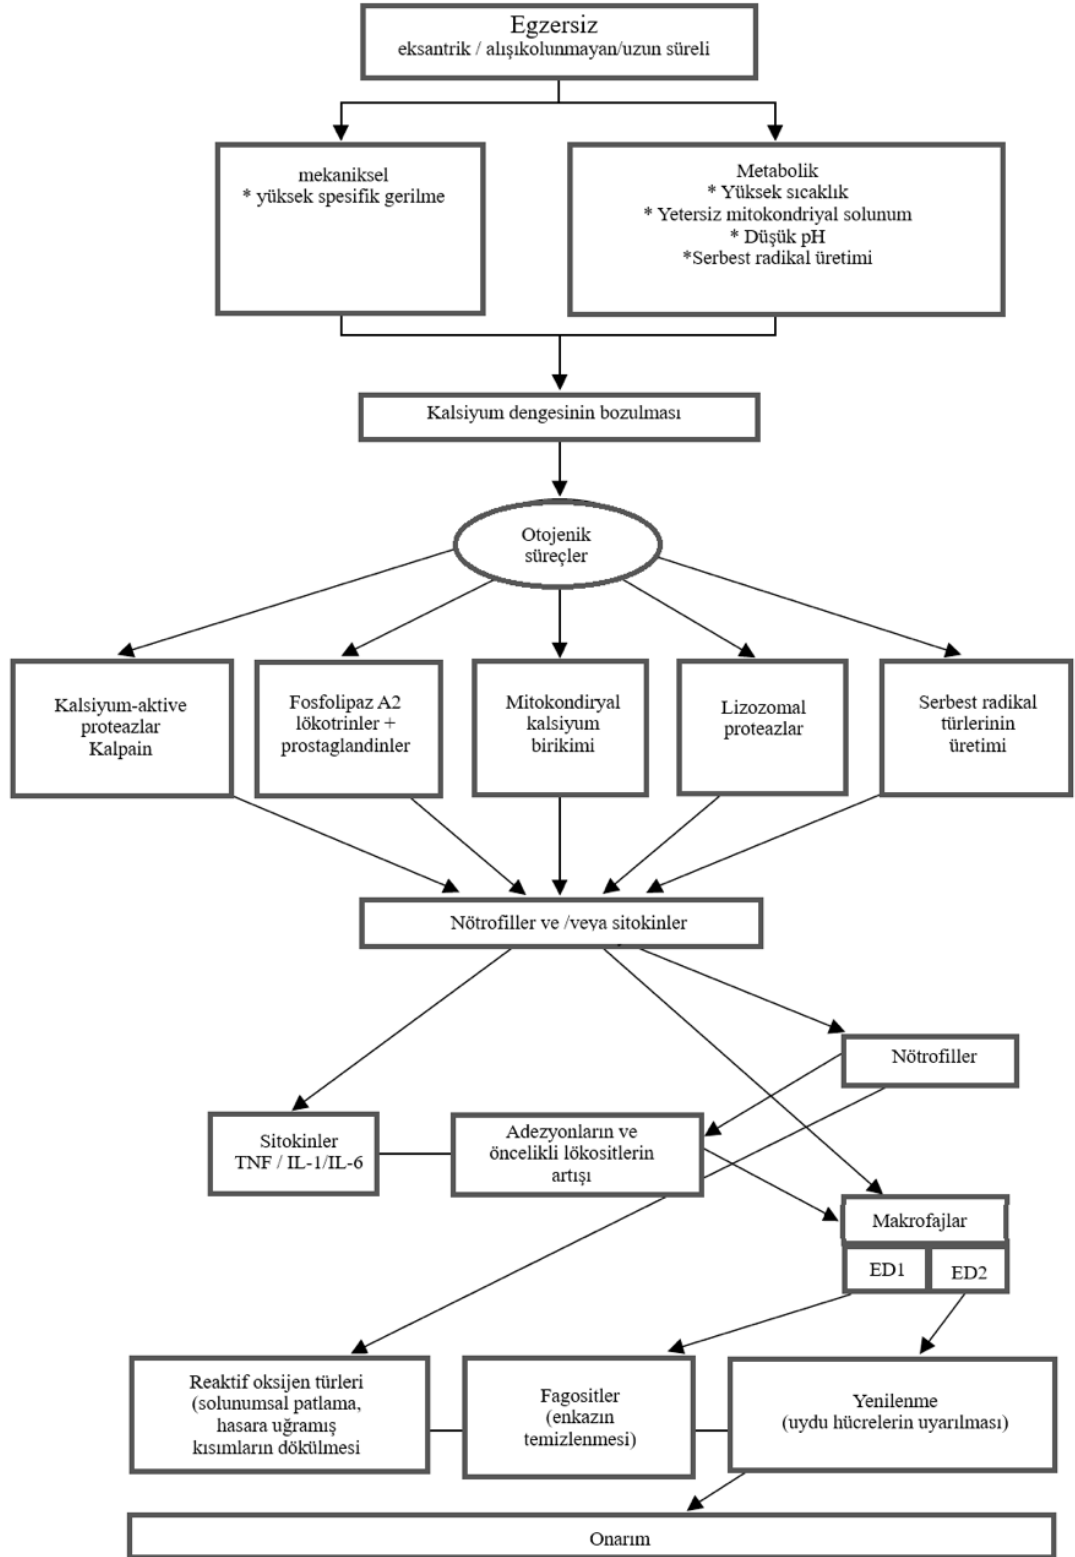 Egzersiz
eksantrik / alışıkolunmayan/uzun süreli
mekaniksel
* yüksek spesifik gerilme
Metabolik
* Yüksek sıcaklık
* Yetersiz mitokondriyal solunum
* Düşük pH
*Serbest radikal üretimi
Kalsiyum dengesinin bozulması
Otojenik
süreçler
Kalsiyum-aktive
proteazlar
Kalpain
Fosfolipaz A2
lökotrinler +
prostaglandinler
Mitokondiryal
kalsiyum
birikimi
Lizozomal
proteazlar
Serbest radikal
türlerinin
üretimi
Nötrofiller ve /veya sitokinler
Nötrofiller
Sitokinler
TNF / IL-1/IL-6
Adezyonların ve
öncelikli lökositlerin
artışı
Makrofajlar
ED1
ED2
Reaktif oksijen türleri
(solunumsal patlama,
hasara uğramış
kısımların dökülmesi
Fagositler
(enkazın
temizlenmesi)
Yenilenme
(uydu hücrelerin uyarılması)
Onarım